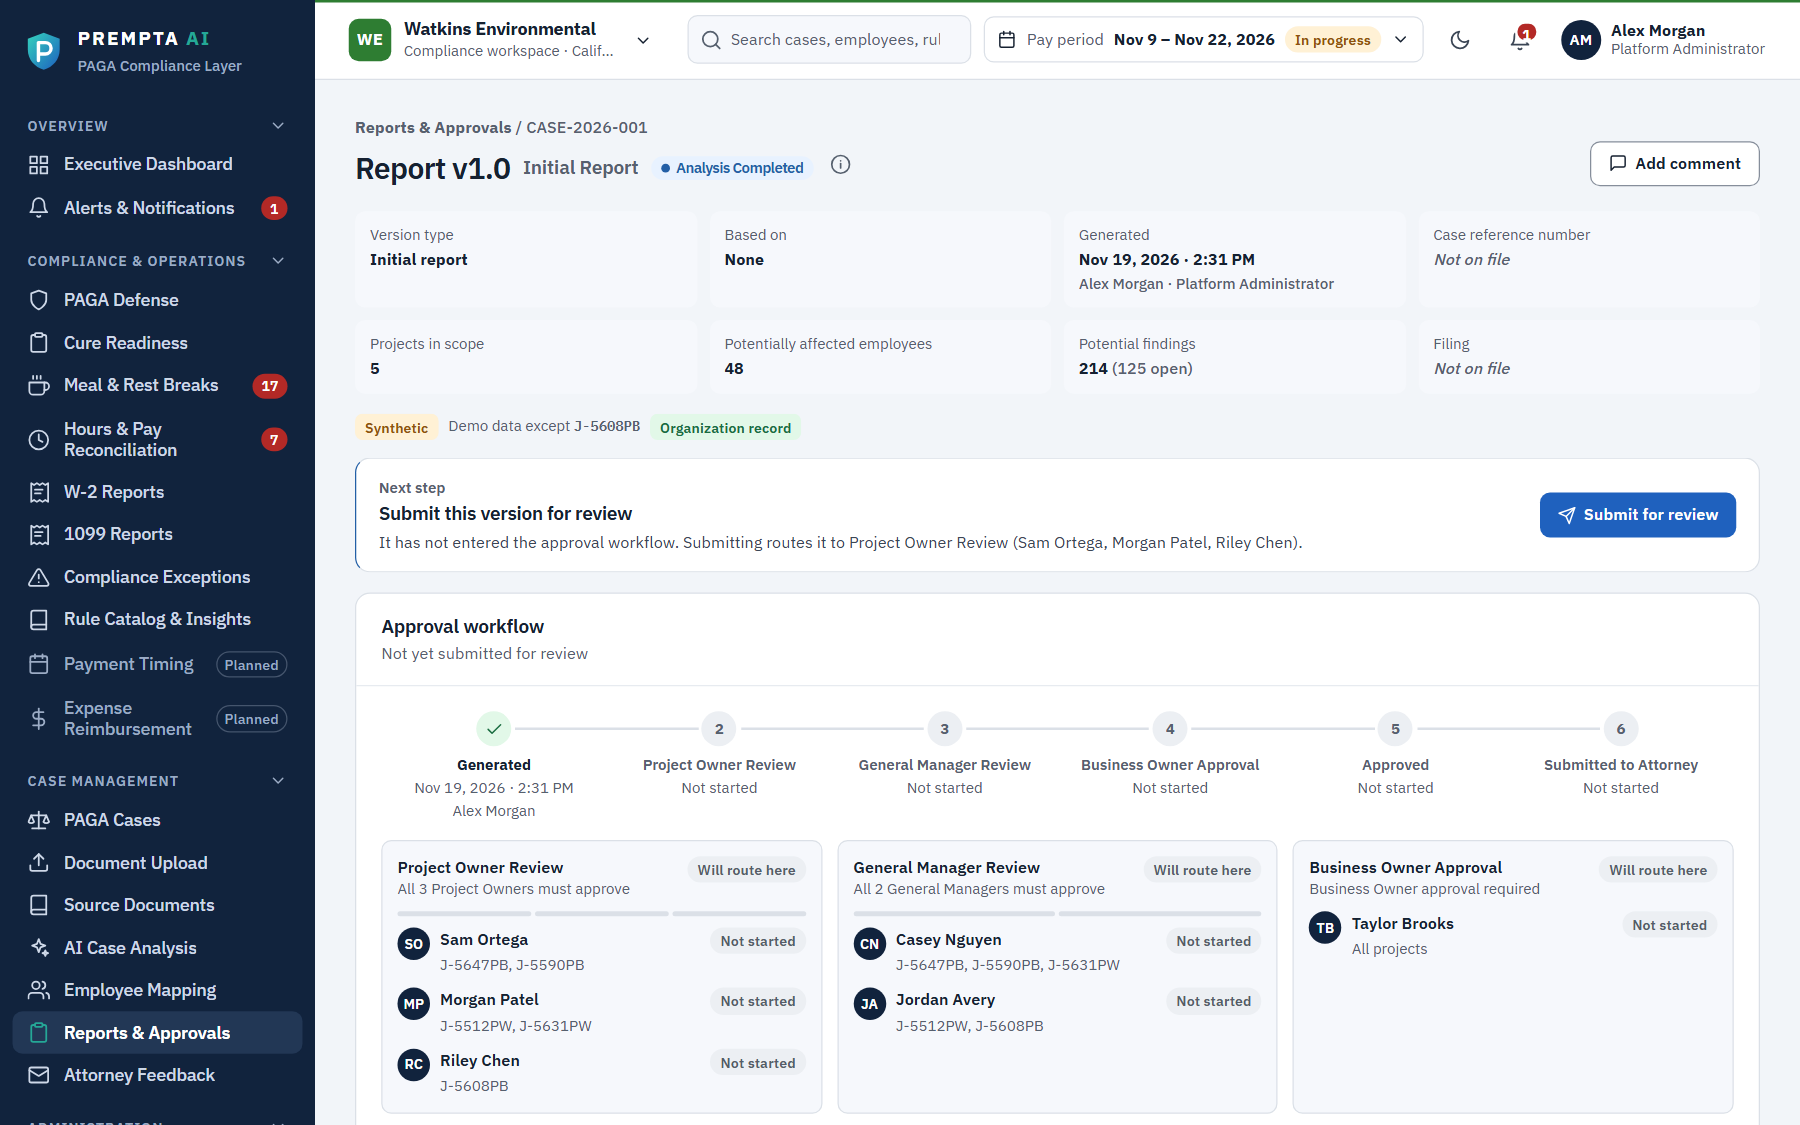 PREMPTA AI
PAGA Compliance Layer
OVERVIEW
Executive Dashboard
Alerts & Notifications
1
COMPLIANCE & OPERATIONS
PAGA Defense
Cure Readiness
Meal & Rest Breaks
17
Hours & Pay
Reconciliation
7
W-2 Reports
1099 Reports
Compliance Exceptions
Rule Catalog & Insights
Payment Timing
Planned
Expense
Reimbursement
Planned
CASE MANAGEMENT
PAGA Cases
Document Upload
Source Documents
AI Case Analysis
Employee Mapping
Reports & Approvals
Attorney Feedback
WE
Watkins Environmental
Compliance workspace · Calif...
Search cases, employees, rul
Pay period Nov 9 – Nov 22, 2026 In progress
1
AM
Alex Morgan
Platform Administrator
Reports & Approvals / CASE-2026-001
Report v1.0 Initial Report Analysis Completed
Add comment
Version type
Initial report
Based on
None
Generated
Nov 19, 2026 · 2:31 PM
Alex Morgan · Platform Administrator
Case reference number
Not on file
Projects in scope
5
Potentially affected employees
48
Potential findings
214 (125 open)
Filing
Not on file
Synthetic Demo data except J-5608PB Organization record
Next step
Submit this version for review
It has not entered the approval workflow. Submitting routes it to Project Owner Review (Sam Ortega, Morgan Patel, Riley Chen).
Submit for review
Approval workflow
Not yet submitted for review
Generated
Nov 19, 2026 · 2:31 PM
Alex Morgan
2
Project Owner Review
Not started
3
General Manager Review
Not started
4
Business Owner Approval
Not started
5
Approved
Not started
6
Submitted to Attorney
Not started
Project Owner Review
Will route here
All 3 Project Owners must approve
SO
Sam Ortega
Not started
J-5647PB, J-5590PB
MP
Morgan Patel
Not started
J-5512PW, J-5631PW
RC
Riley Chen
Not started
J-5608PB
General Manager Review
Will route here
All 2 General Managers must approve
CN
Casey Nguyen
Not started
J-5647PB, J-5590PB, J-5631PW
JA
Jordan Avery
Not started
J-5512PW, J-5608PB
Business Owner Approval
Will route here
Business Owner approval required
TB
Taylor Brooks
Not started
All projects